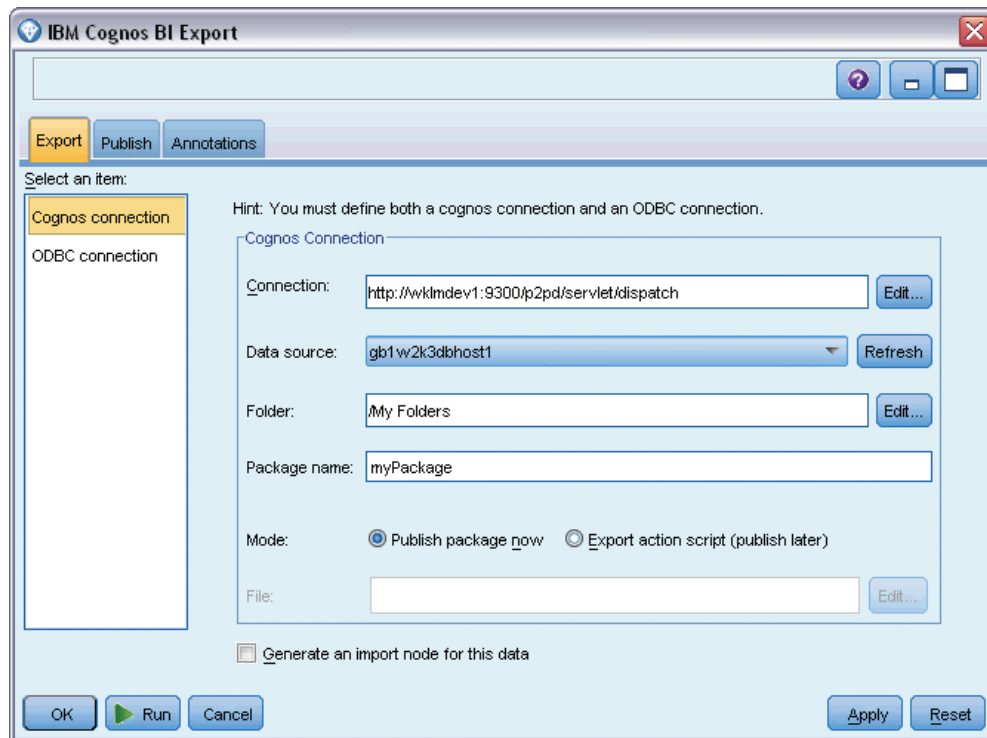 IBM Cognos BI Export
Export Publish Annotations
Select an item:
Cognos connection
ODBC connection
Hint: You must define both a cognos connection and an ODBC connection.
Cognos Connection
Connection: http://wklmdev1:9300/p2pd/servlet/dispatch Edit...
Data source: gb1w2k3dbhost1 Refresh
Folder: /My Folders Edit...
Package name: myPackage
Mode: Publish package now Export action script (publish later)
File: Edit...
Generate an import node for this data
OK Run Cancel Apply Reset